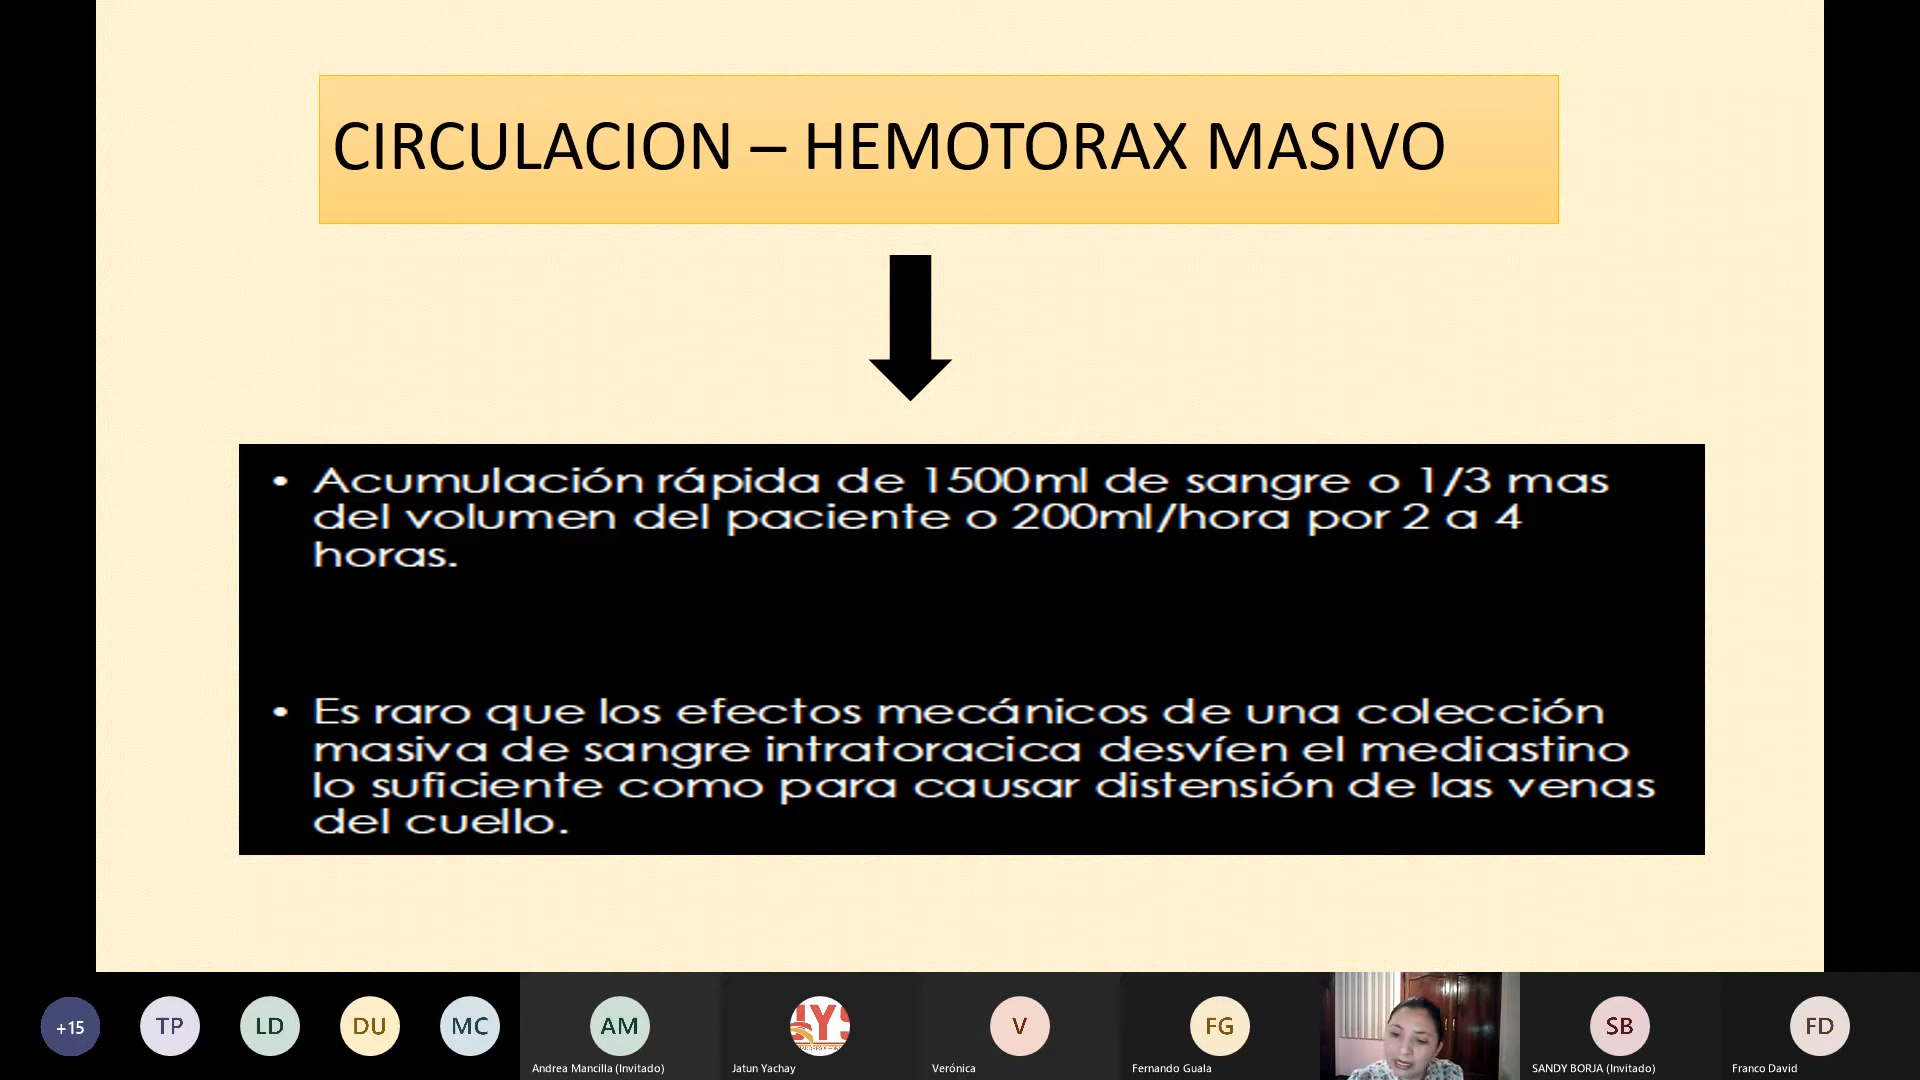 CIRCULACION – HEMOTORAX MASIVO
• Acumulación rápida de 1500ml de sangre o 1/3 mas
del volumen del paciente o 200ml/hora por 2 a 4
horas.
• Es raro que los efectos mecánicos de una colección
masiva de sangre intratoracica desvíen el mediastino
lo suficiente como para causar distensión de las venas
del cuello.
+15
TP
LD
DU
MC
AM
V
FG
SB
FD
Andrea Mancilla (Invitado)
Jatun Yachay
Verónica
Fernando Guala
SANDY BORJA (Invitado)
Franco David